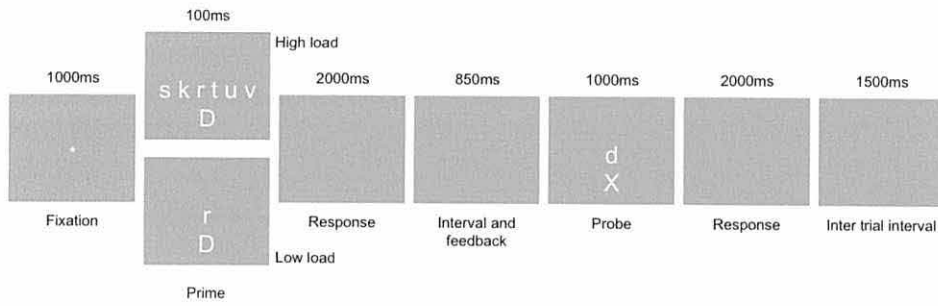 100ms
High load
1000ms
s k r t u v
D
2000ms
850ms
1000ms
2000ms
1500ms
*
d
X
r
D
Fixation
Response
Interval and
feedback
Probe
Response
Inter trial interval
Low load
Prime